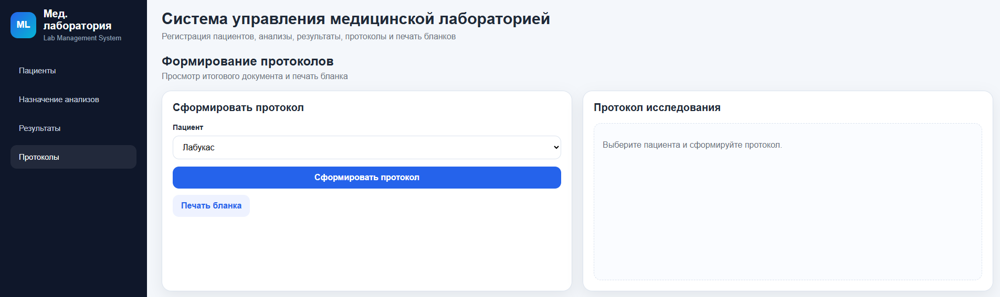 ML
Мед.
лаборатория
Lab Management System
Пациенты
Назначение анализов
Результаты
Протоколы
Система управления медицинской лабораторией
Регистрация пациентов, анализы, результаты, протоколы и печать бланков
Формирование протоколов
Просмотр итогового документа и печать бланка
Сформировать протокол
Пациент
Лабукас
Сформировать протокол
Печать бланка
Протокол исследования
Выберите пациента и сформируйте протокол.